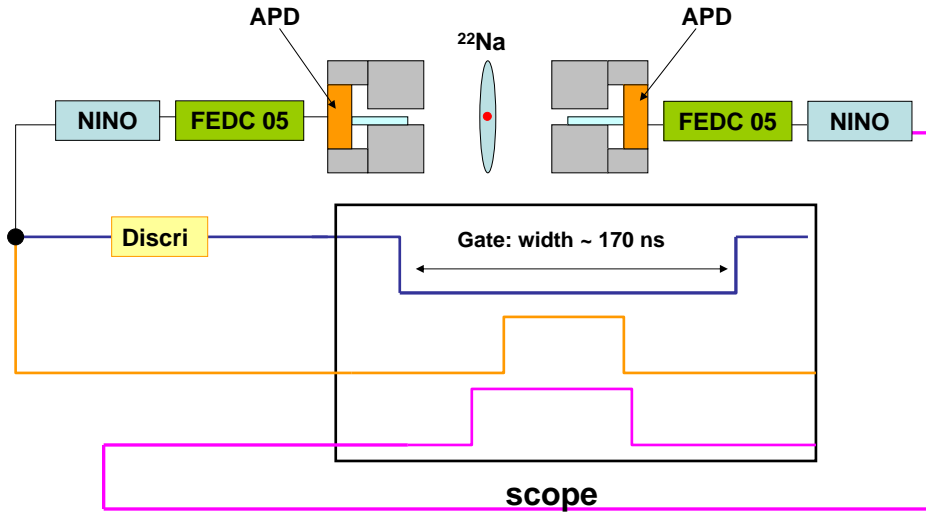 APD
²²Na
APD
NINO
FEDC 05
FEDC 05
NINO
Discri
Gate: width ~ 170 ns
scope